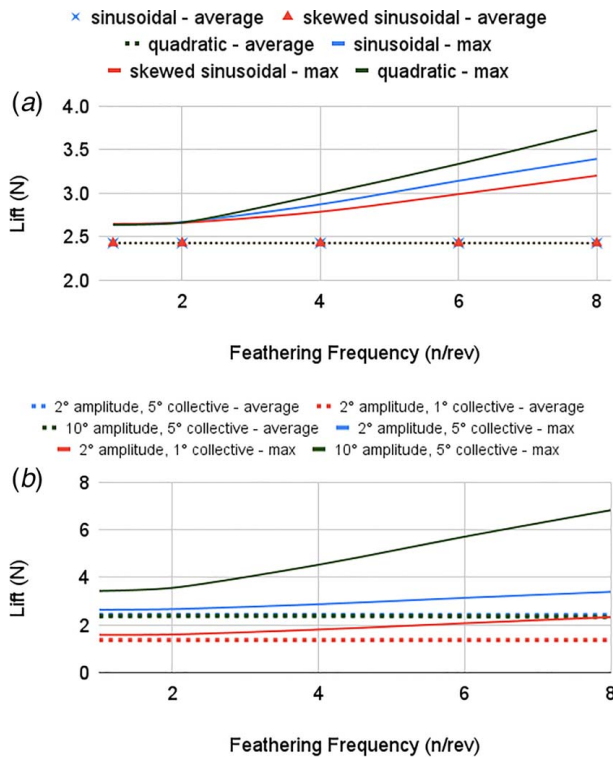 sinusoidal - average skewed sinusoidal - average
quadratic - average sinusoidal - max
skewed sinusoidal - max quadratic - max
(a)
4.0
3.5
3.0
2.5
2.0
Lift (N)
2 4 6 8
Feathering Frequency (n/rev)
2° amplitude, 5° collective - average 2° amplitude, 1° collective - average
10° amplitude, 5° collective - average 2° amplitude, 5° collective - max
2° amplitude, 1° collective - max 10° amplitude, 5° collective - max
(b)
8
6
4
2
0
Lift (N)
2 4 6 8
Feathering Frequency (n/rev)